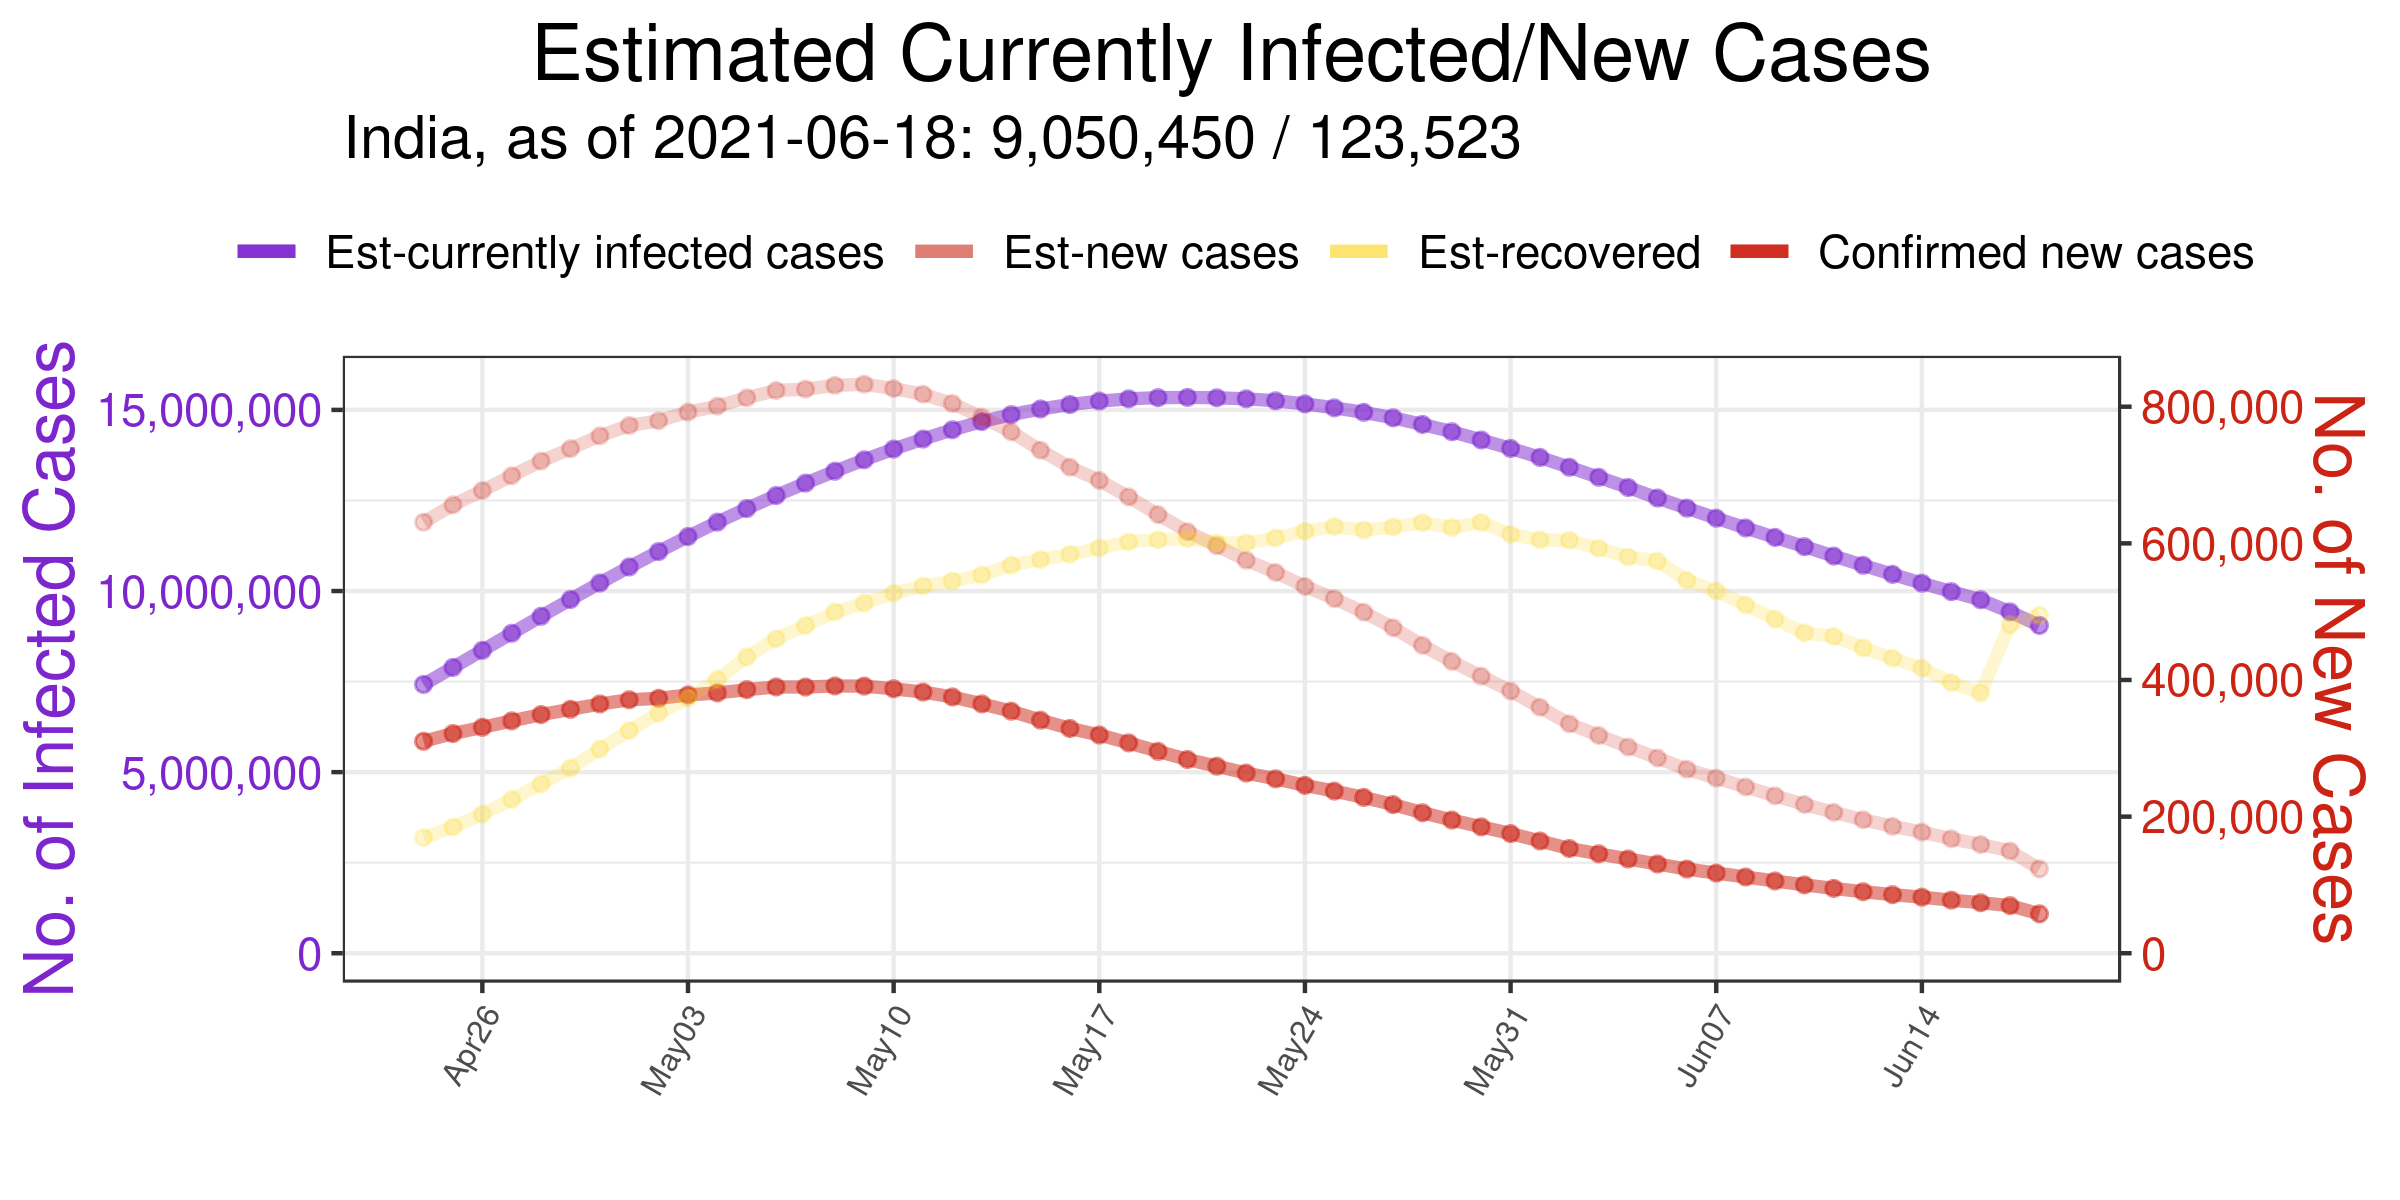 Estimated Currently Infected/New Cases
India, as of 2021-06-18: 9,050,450 / 123,523
Est-currently infected cases Est-new cases Est-recovered Confirmed new cases
No. of Infected Cases
15,000,000
10,000,000
5,000,000
0
800,000
600,000
400,000
200,000
0
No. of New Cases
Apr26 May03 May10 May17 May24 May31 Jun07 Jun14